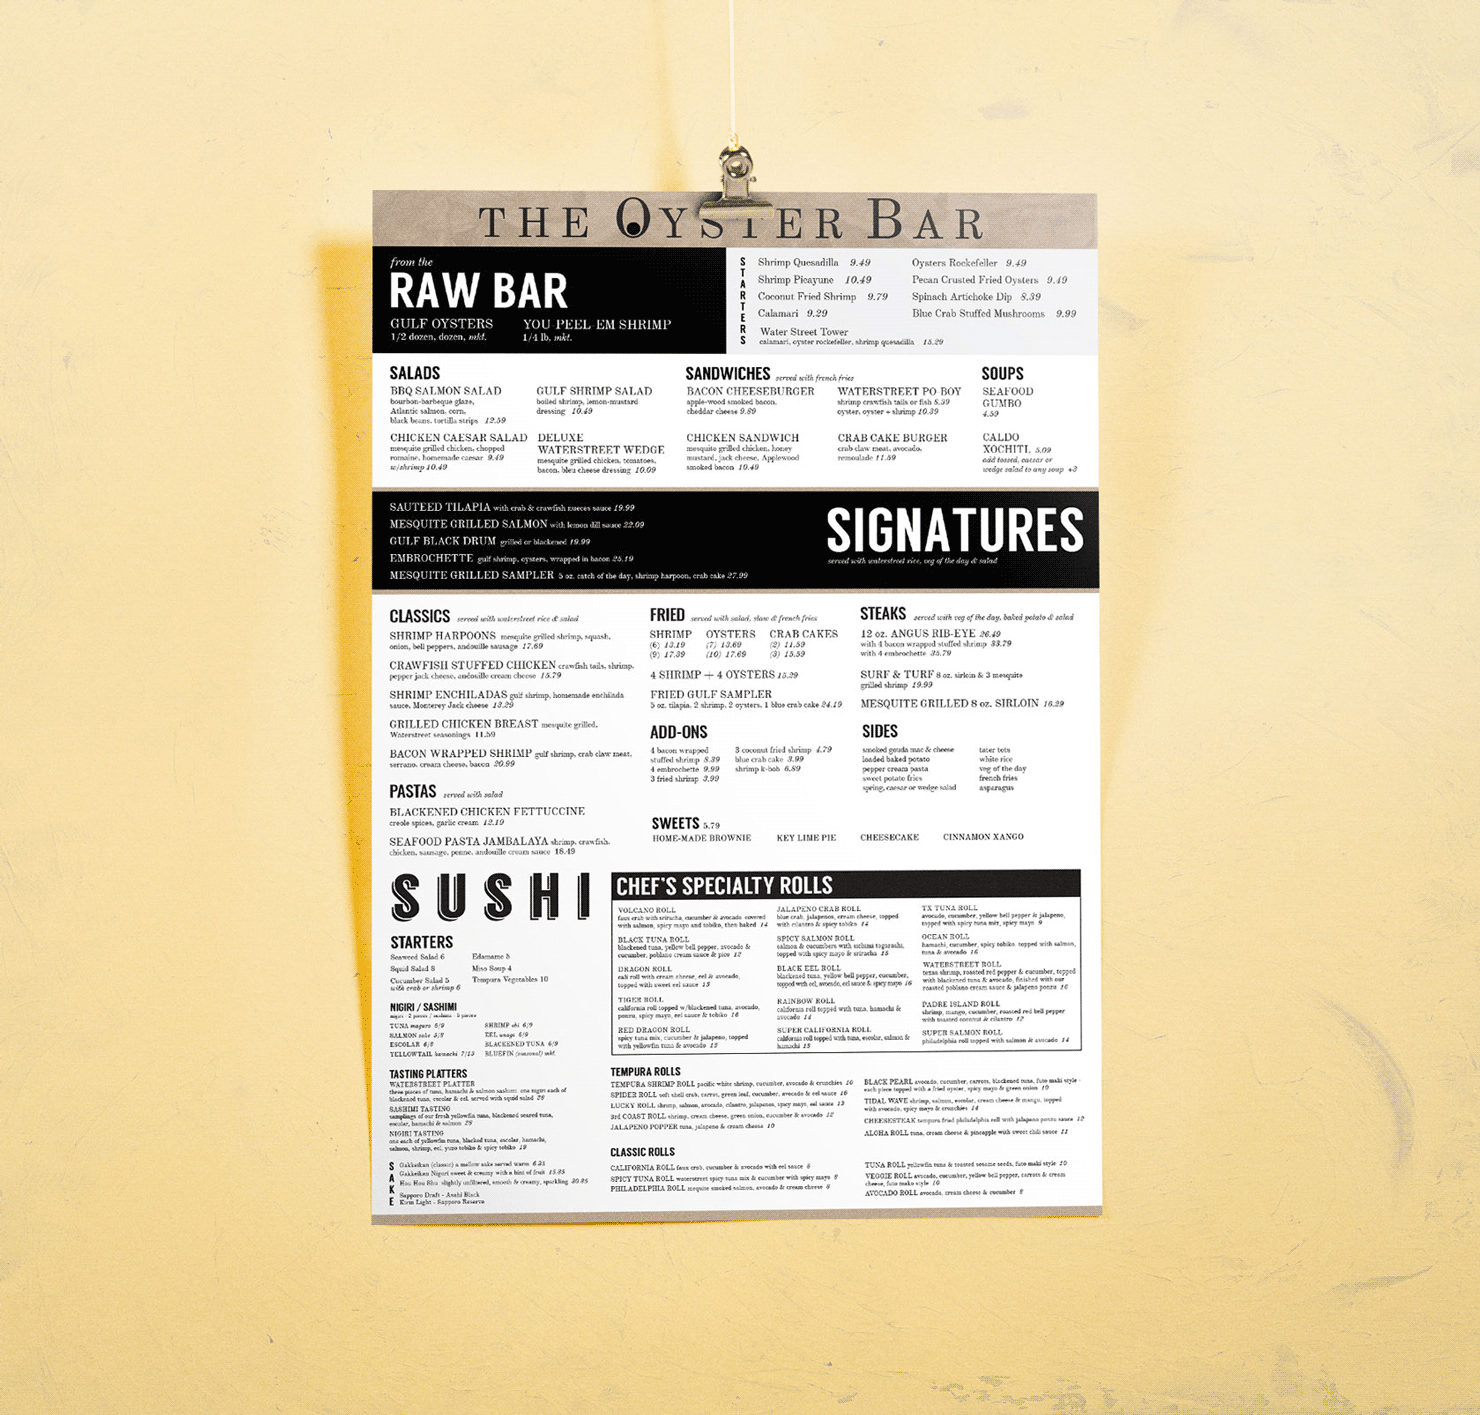 THE OYSTER BAR
from the
RAW BAR
GULF OYSTERS
1/2 dozen, dozen, mkt.
YOU PEEL EM SHRIMP
1/4 lb, mkt.
STARTERS
Shrimp Quesadilla 9.49
Shrimp Picayune 10.49
Coconut Fried Shrimp 9.79
Calamari 9.29
Oysters Rockefeller 9.49
Pecan Crusted Fried Oysters 9.49
Spinach Artichoke Dip 8.39
Blue Crab Stuffed Mushrooms 9.99
Water Street Tower
calamari, oyster rockefeller, shrimp quesadilla 15.29
SALADS
BBQ SALMON SALAD
bourbon-barbeque glaze,
Atlantic salmon, corn,
black beans, tortilla strips 12.59
GULF SHRIMP SALAD
boiled shrimp, lemon-mustard
dressing 10.49
CHICKEN CAESAR SALAD
mesquite grilled chicken, chopped
romaine, homemade caesar 9.49
w/shrimp 10.49
DELUXE
WATERSTREET WEDGE
mesquite grilled chicken, tomatoes,
bacon, bleu cheese dressing 10.09
SANDWICHES served with french fries
BACON CHEESEBURGER
apple-wood smoked bacon,
cheddar cheese 9.89
WATERSTREET PO-BOY
shrimp crawfish tails or fish 8.59
oyster, oyster + shrimp 10.39
CHICKEN SANDWICH
mesquite grilled chicken, honey
mustard, jack cheese, Applewood
smoked bacon 10.49
CRAB CAKE BURGER
crab claw meat, avocado,
remoulade 11.59
SOUPS
SEAFOOD
GUMBO
4.59
CALDO
XOCHITL 5.09
add tossed, caesar or
wedge salad to any soup +3
SAUTEED TILAPIA with crab & crawfish nueces sauce 19.99
MESQUITE GRILLED SALMON with lemon dill sauce 22.09
GULF BLACK DRUM grilled or blackened 19.99
EMBROCHETTE gulf shrimp, oysters, wrapped in bacon 25.19
MESQUITE GRILLED SAMPLER 5 oz. catch of the day, shrimp harpoon, crab cake 27.99
SIGNATURES
served with waterstreet rice, veg of the day & salad
CLASSICS served with waterstreet rice & salad
SHRIMP HARPOONS mesquite grilled shrimp, squash,
onion, bell peppers, andouille sausage 17.69
CRAWFISH STUFFED CHICKEN crawfish tails, shrimp,
pepper jack cheese, andouille cream cheese 15.79
SHRIMP ENCHILADAS gulf shrimp, homemade enchilada
sauce, Monterey Jack cheese 13.29
GRILLED CHICKEN BREAST mesquite grilled,
Waterstreet seasonings 11.59
BACON WRAPPED SHRIMP gulf shrimp, crab claw meat,
serrano, cream cheese, bacon 20.99
PASTAS served with salad
BLACKENED CHICKEN FETTUCCINE
creole spices, garlic cream 12.19
SEAFOOD PASTA JAMBALAYA shrimp, crawfish,
chicken, sausage, penne, andouille cream sauce 18.49
FRIED served with salad, slaw & french fries
SHRIMP
(6) 13.19
(9) 17.39
OYSTERS
(7) 13.69
(10) 17.69
CRAB CAKES
(2) 11.59
(3) 15.59
4 SHRIMP + 4 OYSTERS 15.29
FRIED GULF SAMPLER
5 oz. tilapia, 2 shrimp, 2 oysters, 1 blue crab cake 24.19
ADD-ONS
4 bacon wrapped
stuffed shrimp 8.39
4 embrochette 9.99
3 fried shrimp 3.99
3 coconut fried shrimp 4.79
blue crab cake 3.99
shrimp k-bob 6.89
STEAKS served with veg of the day, baked potato & salad
12 oz. ANGUS RIB-EYE 26.49
with 4 bacon wrapped stuffed shrimp 33.79
with 4 embrochette 35.79
SURF & TURF 8 oz. sirloin & 3 mesquite
grilled shrimp 19.99
MESQUITE GRILLED 8 oz. SIRLOIN 16.29
SIDES
smoked gouda mac & cheese
loaded baked potato
pepper cream pasta
sweet potato fries
spring, caesar or wedge salad
tater tots
white rice
veg of the day
french fries
asparagus
SWEETS 5.79
HOME-MADE BROWNIE KEY LIME PIE CHEESECAKE CINNAMON XANGO
SUSHI
STARTERS
Seaweed Salad 6
Squid Salad 8
Cucumber Salad 5
with crab or shrimp 6
Edamame 5
Miso Soup 4
Tempura Vegetables 10
NIGIRI / SASHIMI
nigiri - 2 pieces / sashimi - 5 pieces
TUNA maguro 5/9
SALMON sake 5/8
ESCOLAR 6/9
YELLOWTAIL hamachi 7/13
SHRIMP ebi 6/9
EEL unagi 6/9
BLACKENED TUNA 6/9
BLUEFIN (seasonal) mkt.
TASTING PLATTERS
WATERSTREET PLATTER
three pieces of tuna, hamachi & salmon sashimi. one nigiri each of
blackened tuna, escolar & eel. served with squid salad 26
SASHIMI TASTING
samplings of our fresh yellowfin tuna, blackened seared tuna,
escolar, hamachi & salmon 29
NIGIRI TASTING
one each of yellowfin tuna, blacked tuna, escolar, hamachi,
salmon, shrimp, eel, yuzo tobiko & spicy tobiko 19
SAKE
Gekkeikan (classic) a mellow sake served warm 6.25
Gekkeikan Nigori sweet & creamy with a hint of fruit 15.85
Hou Hou Shu slightly unfiltered, smooth & creamy, sparkling 20.85
Sapporo Draft - Asahi Black
Kirin Light - Sapporo Reserve
CHEF'S SPECIALTY ROLLS
VOLCANO ROLL
faux crab with sriracha, cucumber & avocado covered
with salmon, spicy mayo and tobiko, then baked 14
BLACK TUNA ROLL
blackened tuna, yellow bell pepper, avocado &
cucumber, poblano cream sauce & pico 12
DRAGON ROLL
cali roll with cream cheese, eel & avocado,
topped with sweet eel sauce 13
TIGER ROLL
california roll topped w/blackened tuna, avocado,
ponzu, spicy mayo, eel sauce & tobiko 16
RED DRAGON ROLL
spicy tuna mix, cucumber & jalapeno, topped
with yellowfin tuna & avocado 15
JALAPENO CRAB ROLL
blue crab, jalapenos, cream cheese, topped
with cilantro & spicy tobiko 14
SPICY SALMON ROLL
salmon & cucumbers with sichimi togarashi,
topped with spicy mayo & sriracha 15
BLACK EEL ROLL
blackened tuna, yellow bell pepper, cucumber,
topped with eel, avocado, eel sauce & spicy mayo 16
RAINBOW ROLL
california roll topped with tuna, hamachi &
avocado 14
SUPER CALIFORNIA ROLL
california roll topped with tuna, escolar, salmon &
hamachi 15
TX TUNA ROLL
avocado, cucumber, yellow bell pepper & jalapeno,
topped with spicy tuna mix, spicy mayo 9
OCEAN ROLL
hamachi, cucumber, spicy tobiko. topped with salmon,
tuna & avocado 16
WATERSTREET ROLL
texas shrimp, roasted red pepper & cucumber, topped
with blackened tuna & avocado, finished with our
roasted poblano cream sauce & jalapeno ponzu 16
PADRE ISLAND ROLL
shrimp, mango, cucumber, roasted red bell pepper
with toasted coconut & cilantro 12
SUPER SALMON ROLL
philadelphia roll topped with salmon & avocado 14
TEMPURA ROLLS
TEMPURA SHRIMP ROLL pacific white shrimp, cucumber, avocado & crunchies 10
SPIDER ROLL soft shell crab, carrot, green leaf, cucumber, avocado & eel sauce 16
LUCKY ROLL shrimp, salmon, avocado, cilantro, jalapenos, spicy mayo, eel sauce 13
3rd COAST ROLL shrimp, cream cheese, green onion, cucumber & avocado 12
JALAPENO POPPER tuna, jalapeno & cream cheese 10
BLACK PEARL avocado, cucumber, carrots, blackened tuna, futo maki style -
each piece topped with a fried oyster, spicy mayo & green onion 10
TIDAL WAVE shrimp, salmon, escolar, cream cheese & mango, topped
with avocado, spicy mayo & crunchies 14
CHEESESTEAK tempura fried philadelphia roll with jalapeno ponzu sauce 12
ALOHA ROLL tuna, cream cheese & pineapple with sweet chili sauce 11
CLASSIC ROLLS
CALIFORNIA ROLL faux crab, cucumber & avocado with eel sauce 8
SPICY TUNA ROLL waterstreet spicy tuna mix & cucumber with spicy mayo 8
PHILADELPHIA ROLL mequite smoked salmon, avocado & cream cheese 8
TUNA ROLL yellowfin tuna & toasted sesame seeds, futo maki style 10
VEGGIE ROLL avocado, cucumber, yellow bell pepper, carrots & cream
cheese, futo maki style 10
AVOCADO ROLL avocado, cream cheese & cucumber 8